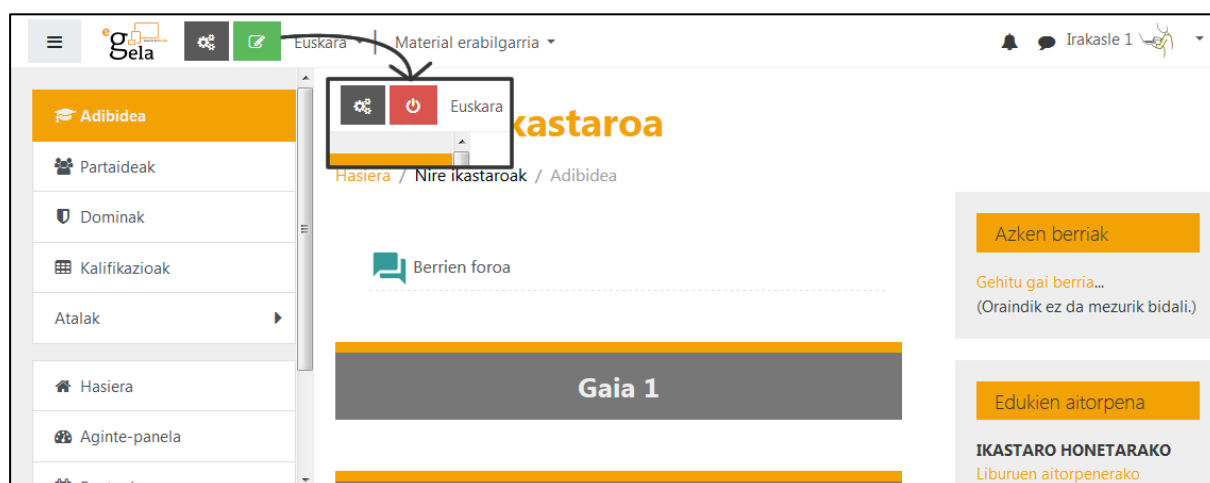 eGela Euskara Material erabilgarria Irakasle 1
Euskara
kastaroa
Hasiera / Nire ikastaroak / Adibidea
Adibidea
Partaideak
Dominak
Kalifikazioak
Atalak
Hasiera
Aginte-panela
Berrien foroa
Gaia 1
Azken berriak
Gehitu gai berria...
(Oraindik ez da mezurik bidali.)
Edukien aitorpena
IKASTARO HONETARAKO
Liburuen aitorpenerako